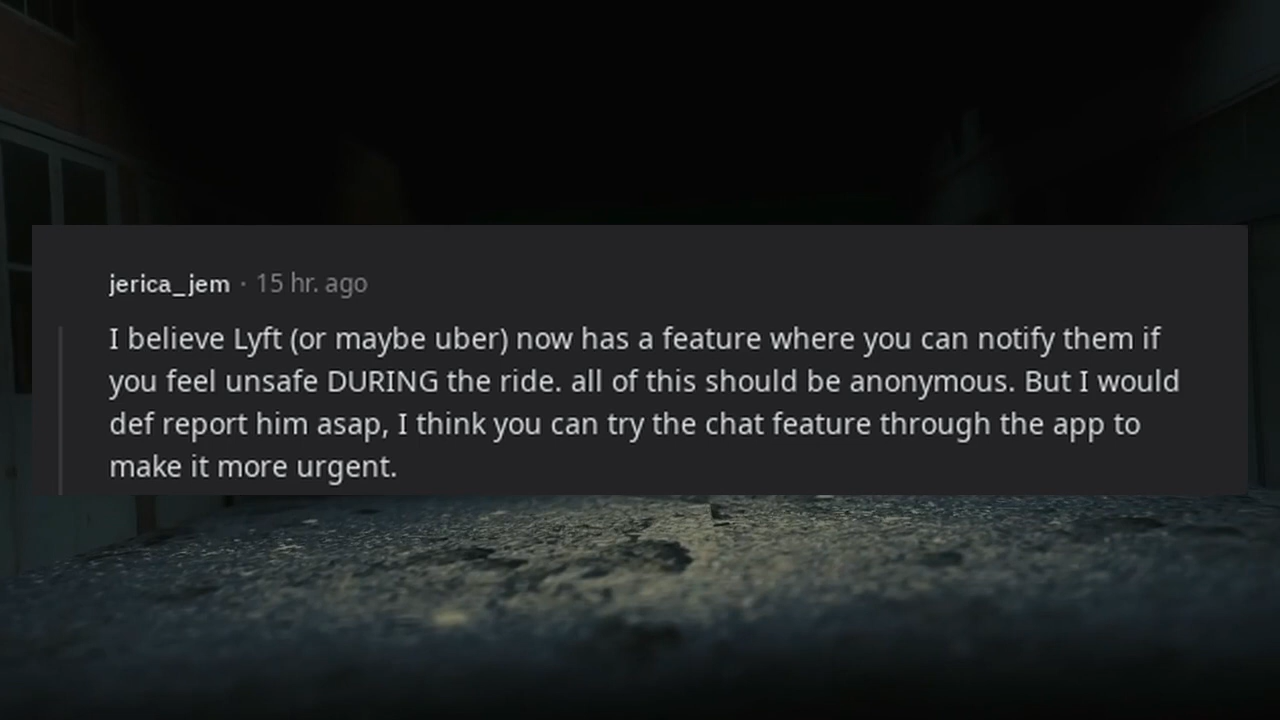 jerica_jem · 15 hr. ago
I believe Lyft (or maybe uber) now has a feature where you can notify them if
you feel unsafe DURING the ride. all of this should be anonymous. But I would
def report him asap, I think you can try the chat feature through the app to
make it more urgent.